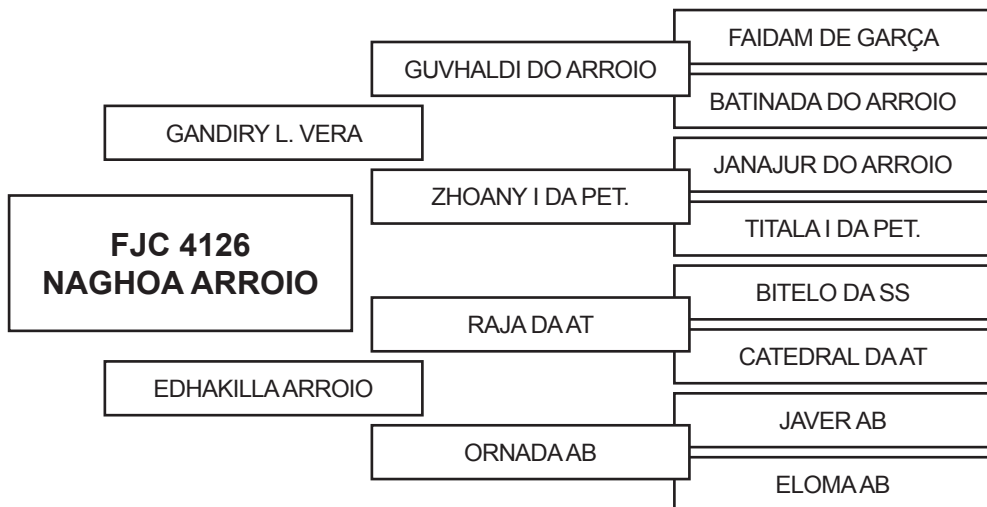 FAIDAM DE GARÇA
GUVHALDI DO ARROIO
BATINADA DO ARROIO
GANDIRY L. VERA
JANAJUR DO ARROIO
ZHOANY I DA PET.
TITALA I DA PET.
FJC 4126
NAGHOA ARROIO
BITELO DA SS
RAJA DA AT
CATEDRAL DA AT
EDHAKILLA ARROIO
JAVER AB
ORNADA AB
ELOMA AB